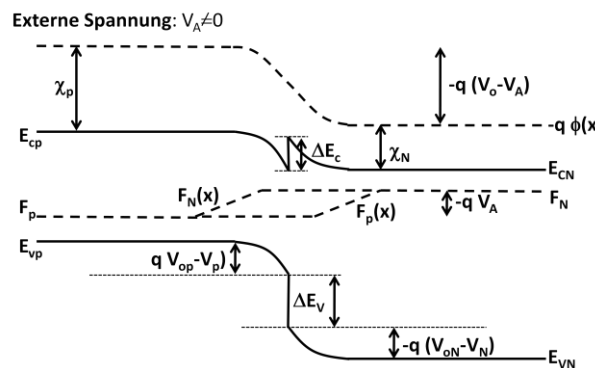 Externe Spannung: V_A≠0
χ_p
-q (V_o-V_A)
-q ϕ(x
E_cp
ΔE_c
χ_N
E_CN
F_N(x)
F_p
F_p(x)
-q V_A
F_N
E_vp
q V_op-V_p)
ΔE_V
-q (V_oN-V_N)
E_VN